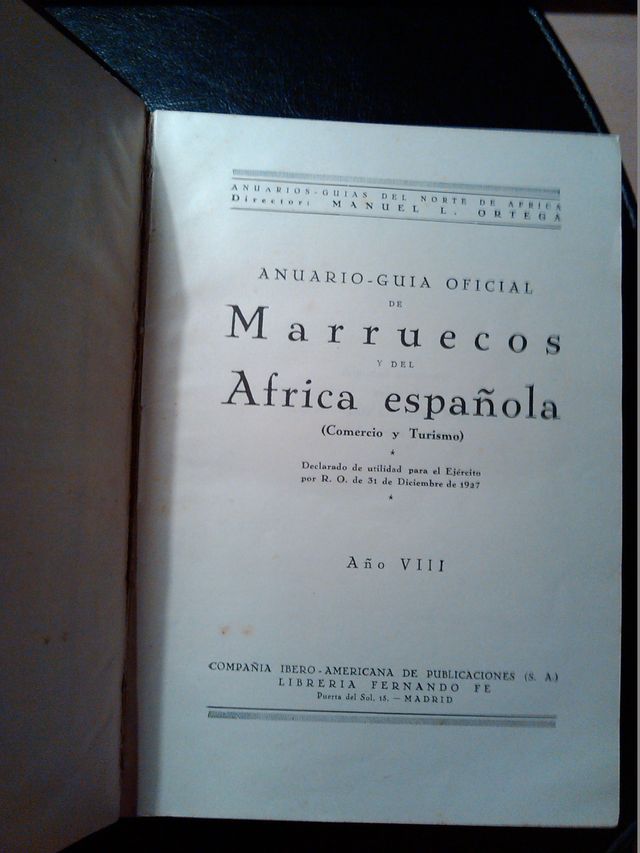 ANUARIOS-GUIAS DEL NORTE DE AFRICA
Director: MANUEL L. ORTEGA
ANUARIO-GUIA OFICIAL
DE
Marruecos
Y DEL
Africa española
(Comercio y Turismo)
*
Declarado de utilidad para el Ejército
por R. O. de 31 de Diciembre de 1927
*
Año VIII
COMPAÑIA IBERO-AMERICANA DE PUBLICACIONES (S. A.)
LIBRERIA FERNANDO FE
Puerta del Sol, 15. — MADRID